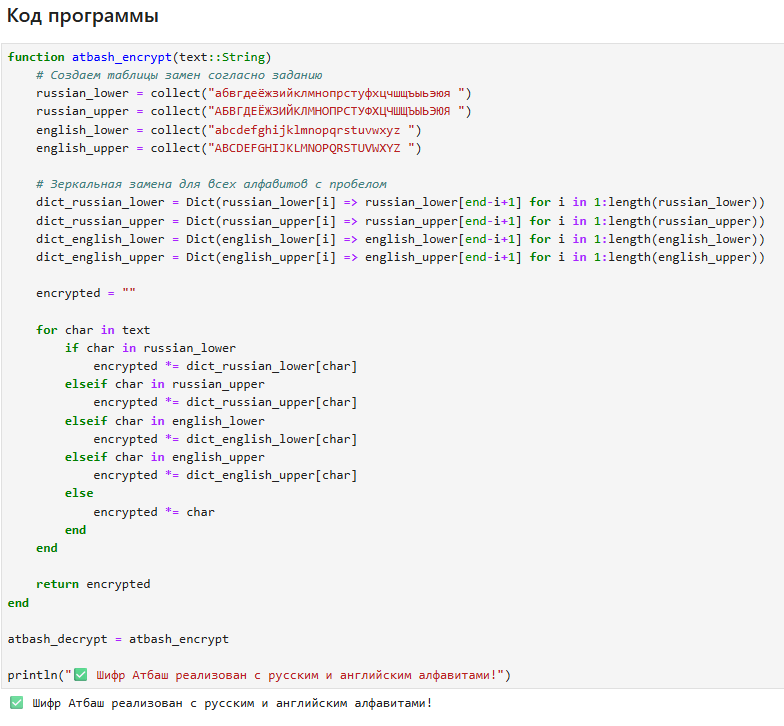 Код программы
function atbash_encrypt(text::String)
    # Создаем таблицы замен согласно заданию
    russian_lower = collect("абвгдеёжзийклмнопрстуфхцчшщъыьэюя ")
    russian_upper = collect("АБВГДЕЁЖЗИЙКЛМНОПРСТУФХЦЧШЩЪЫЬЭЮЯ ")
    english_lower = collect("abcdefghijklmnopqrstuvwxyz ")
    english_upper = collect("ABCDEFGHIJKLMNOPQRSTUVWXYZ ")
    # Зеркальная замена для всех алфавитов с пробелом
    dict_russian_lower = Dict(russian_lower[i] => russian_lower[end-i+1] for i in 1:length(russian_lower))
    dict_russian_upper = Dict(russian_upper[i] => russian_upper[end-i+1] for i in 1:length(russian_upper))
    dict_english_lower = Dict(english_lower[i] => english_lower[end-i+1] for i in 1:length(english_lower))
    dict_english_upper = Dict(english_upper[i] => english_upper[end-i+1] for i in 1:length(english_upper))
    encrypted = ""
    for char in text
        if char in russian_lower
            encrypted *= dict_russian_lower[char]
        elseif char in russian_upper
            encrypted *= dict_russian_upper[char]
        elseif char in english_lower
            encrypted *= dict_english_lower[char]
        elseif char in english_upper
            encrypted *= dict_english_upper[char]
        else
            encrypted *= char
        end
    end
    return encrypted
end
atbash_decrypt = atbash_encrypt
println("✅ Шифр Атбаш реализован с русским и английским алфавитами!")
✅ Шифр Атбаш реализован с русским и английским алфавитами!